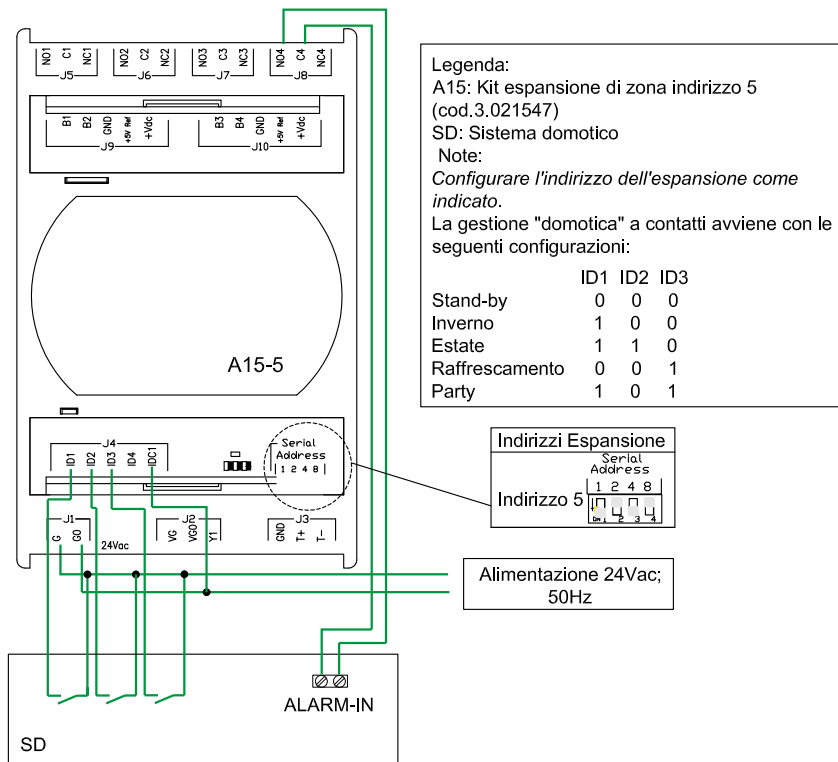 NO1 C1 NC1 NO2 C2 NC2 NO3 C3 NC3 NO4 C4 NC4
J5 J6 J7 J8
B1 B2 GND +5V Ref +Vdc B3 B4 GND +5V Ref +Vdc
J9 J10
A15-5
J4
ID1 ID2 ID3 ID4 IDC1
Serial
Address
1 2 4 8
J1 J2 J3
G G0 24Vac VG VG0 Y1 GND T+ T-
ALARM-IN
SD
Legenda:
A15: Kit espansione di zona indirizzo 5
(cod.3.021547)
SD: Sistema domotico
Note:
Configurare l'indirizzo dell'espansione come
indicato.
La gestione "domotica" a contatti avviene con le
seguenti configurazioni:
ID1 ID2 ID3
Stand-by 0 0 0
Inverno 1 0 0
Estate 1 1 0
Raffrescamento 0 0 1
Party 1 0 1
Indirizzi Espansione
Serial
Address
1 2 4 8
Indirizzo 5
ON 1 2 3 4
Alimentazione 24Vac;
50Hz